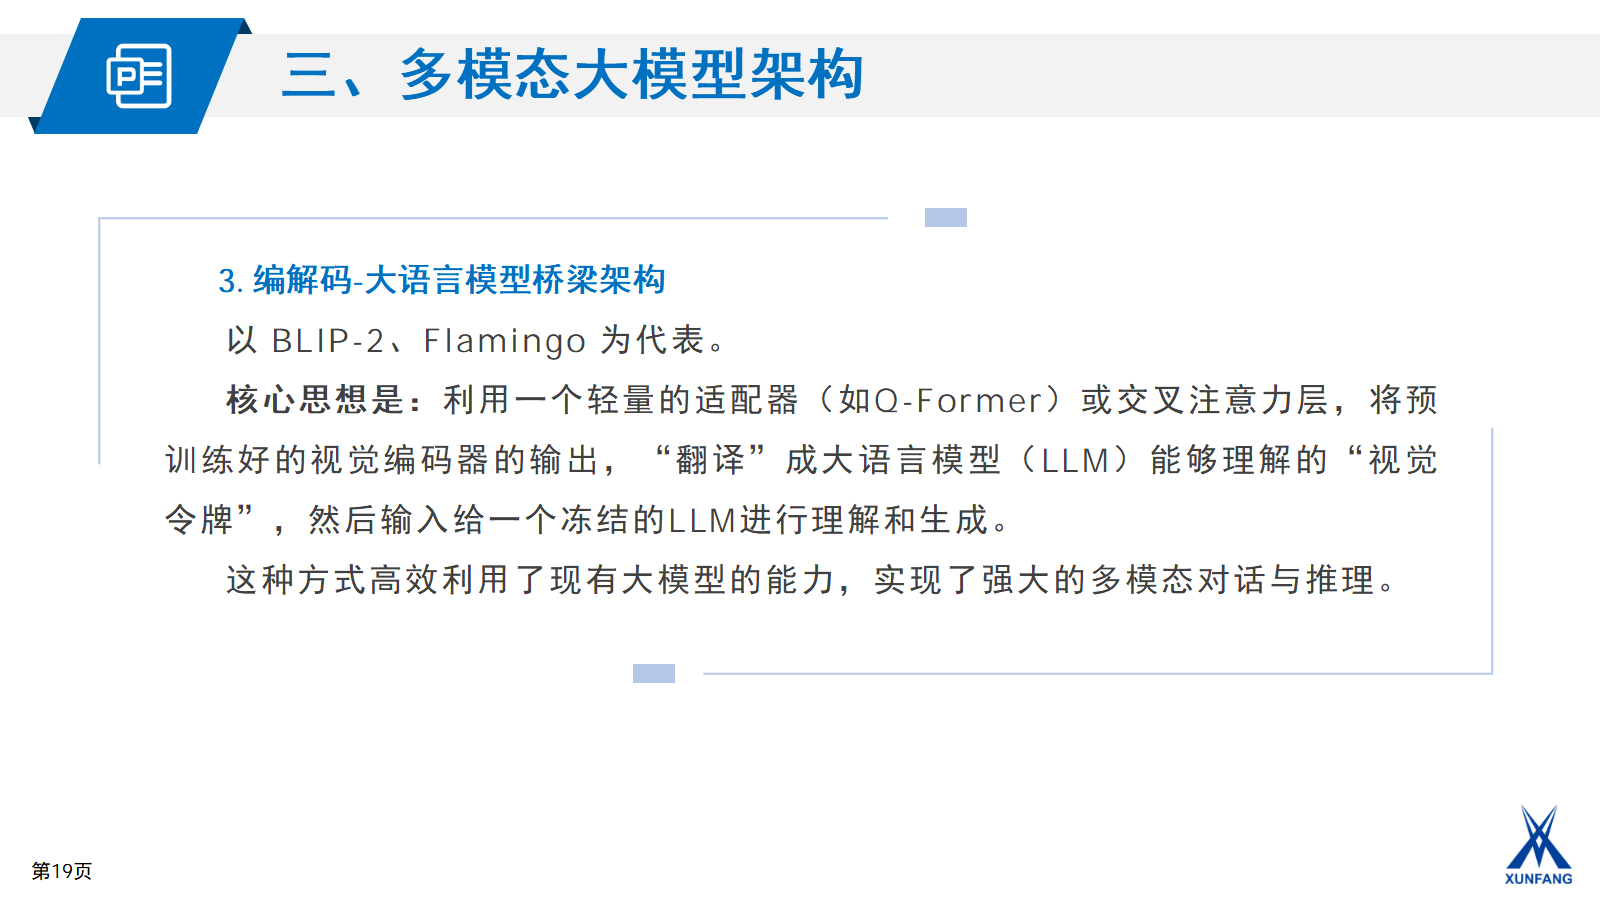 三、多模态大模型架构
3. 编解码-大语言模型桥梁架构
以 BLIP-2、Flamingo 为代表。
核心思想是：利用一个轻量的适配器（如Q-Former）或交叉注意力层，将预
训练好的视觉编码器的输出，“翻译”成大语言模型（LLM）能够理解的“视觉
令牌”，然后输入给一个冻结的LLM进行理解和生成。
这种方式高效利用了现有大模型的能力，实现了强大的多模态对话与推理。
第19页
XUNFANG